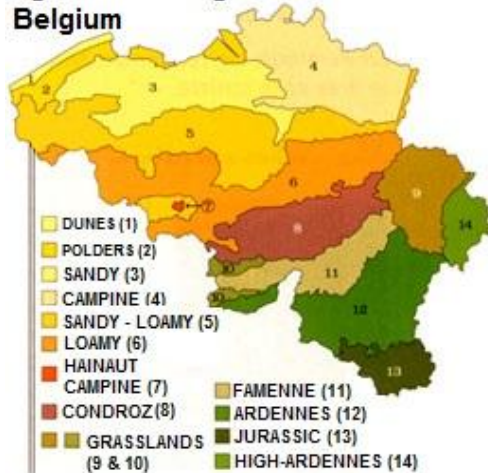 Belgium
1
2
3
4
5
6
7
8
9
10
10
11
12
13
14
DUNES (1)
POLDERS (2)
SANDY (3)
CAMPINE (4)
SANDY - LOAMY (5)
LOAMY (6)
HAINAUT
CAMPINE (7)
CONDROZ(8)
GRASSLANDS
(9 & 10)
FAMENNE (11)
ARDENNES (12)
JURASSIC (13)
HIGH-ARDENNES (14)